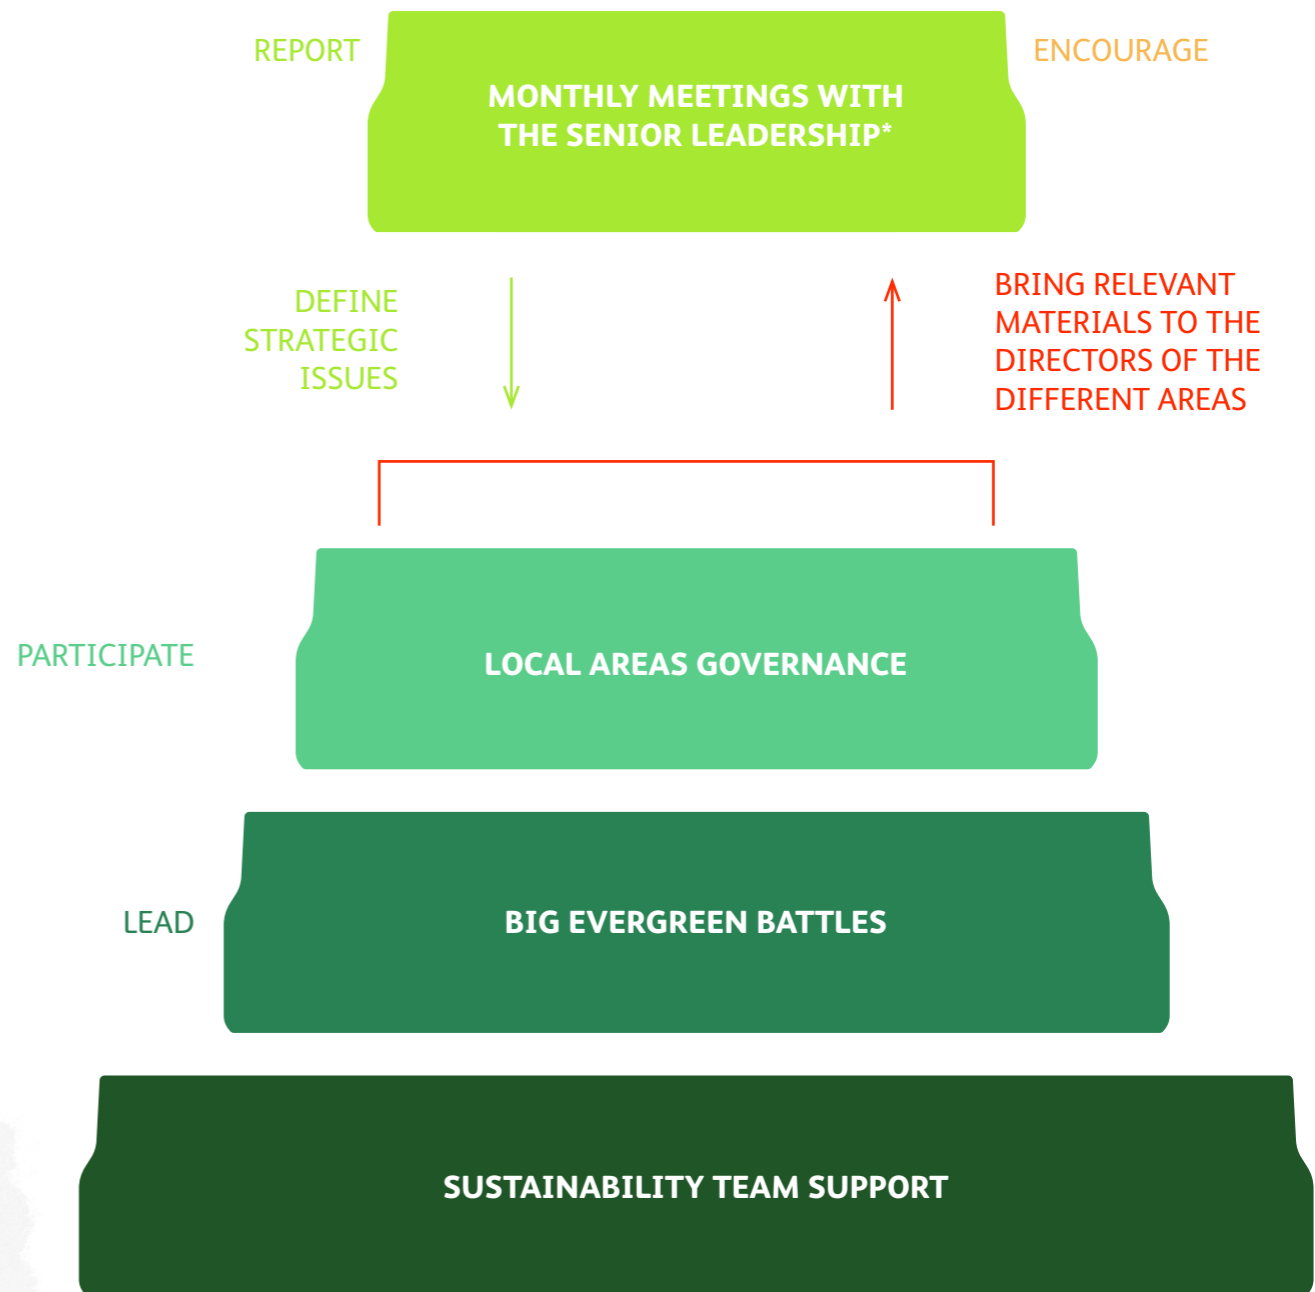 REPORT
MONTHLY MEETINGS WITH
THE SENIOR LEADERSHIP*
ENCOURAGE
DEFINE
STRATEGIC
ISSUES
BRING RELEVANT
MATERIALS TO THE
DIRECTORS OF THE
DIFFERENT AREAS
PARTICIPATE
LOCAL AREAS GOVERNANCE
LEAD
BIG EVERGREEN BATTLES
SUSTAINABILITY TEAM SUPPORT